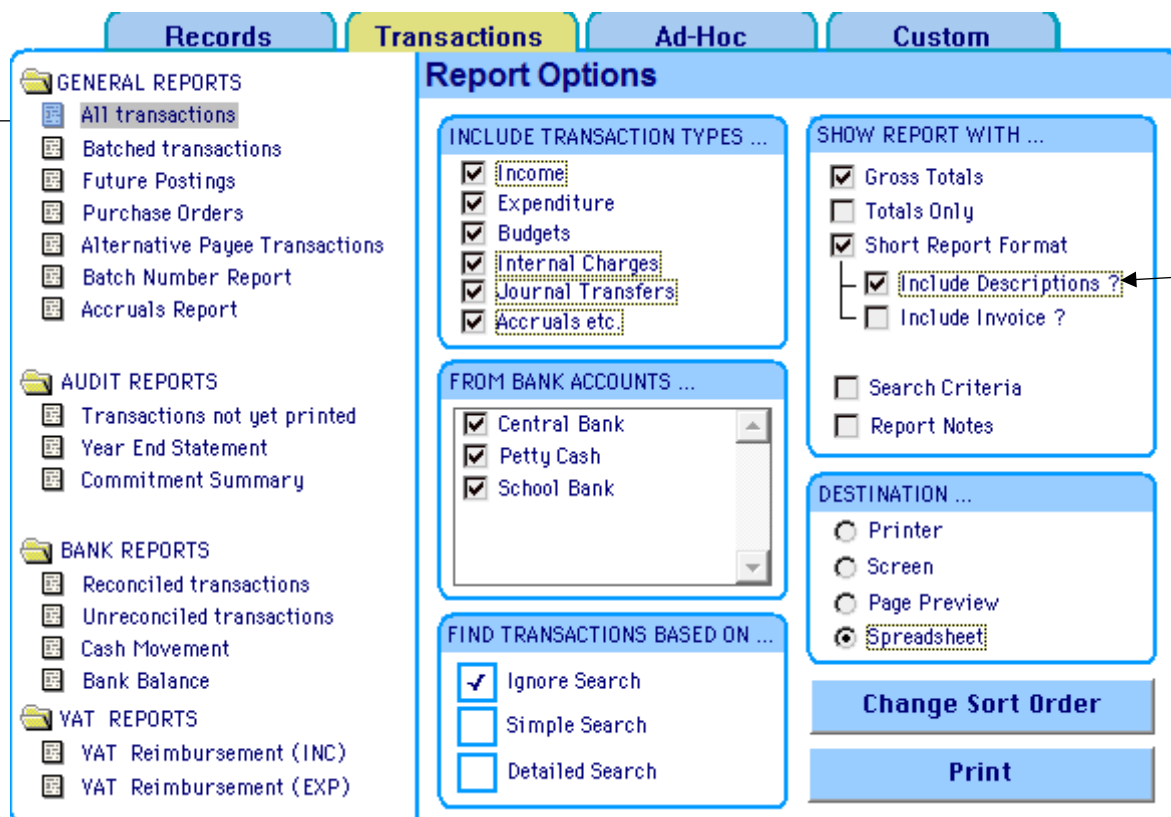 Records Transactions Ad-Hoc Custom
GENERAL REPORTS
All transactions
Batched transactions
Future Postings
Purchase Orders
Alternative Payee Transactions
Batch Number Report
Accruals Report
AUDIT REPORTS
Transactions not yet printed
Year End Statement
Commitment Summary
BANK REPORTS
Reconciled transactions
Unreconciled transactions
Cash Movement
Bank Balance
VAT REPORTS
VAT Reimbursement (INC)
VAT Reimbursement (EXP)
Report Options
INCLUDE TRANSACTION TYPES ...
Income
Expenditure
Budgets
Internal Charges
Journal Transfers
Accruals etc.
FROM BANK ACCOUNTS ...
Central Bank
Petty Cash
School Bank
FIND TRANSACTIONS BASED ON ...
Ignore Search
Simple Search
Detailed Search
SHOW REPORT WITH ...
Gross Totals
Totals Only
Short Report Format
Include Descriptions ?
Include Invoice ?
Search Criteria
Report Notes
DESTINATION ...
Printer
Screen
Page Preview
Spreadsheet
Change Sort Order
Print